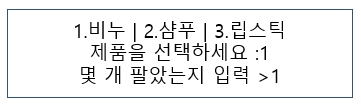 1.비누 | 2.샴푸 | 3.립스틱
제품을 선택하세요 :1
몇 개 팔았는지 입력 >1